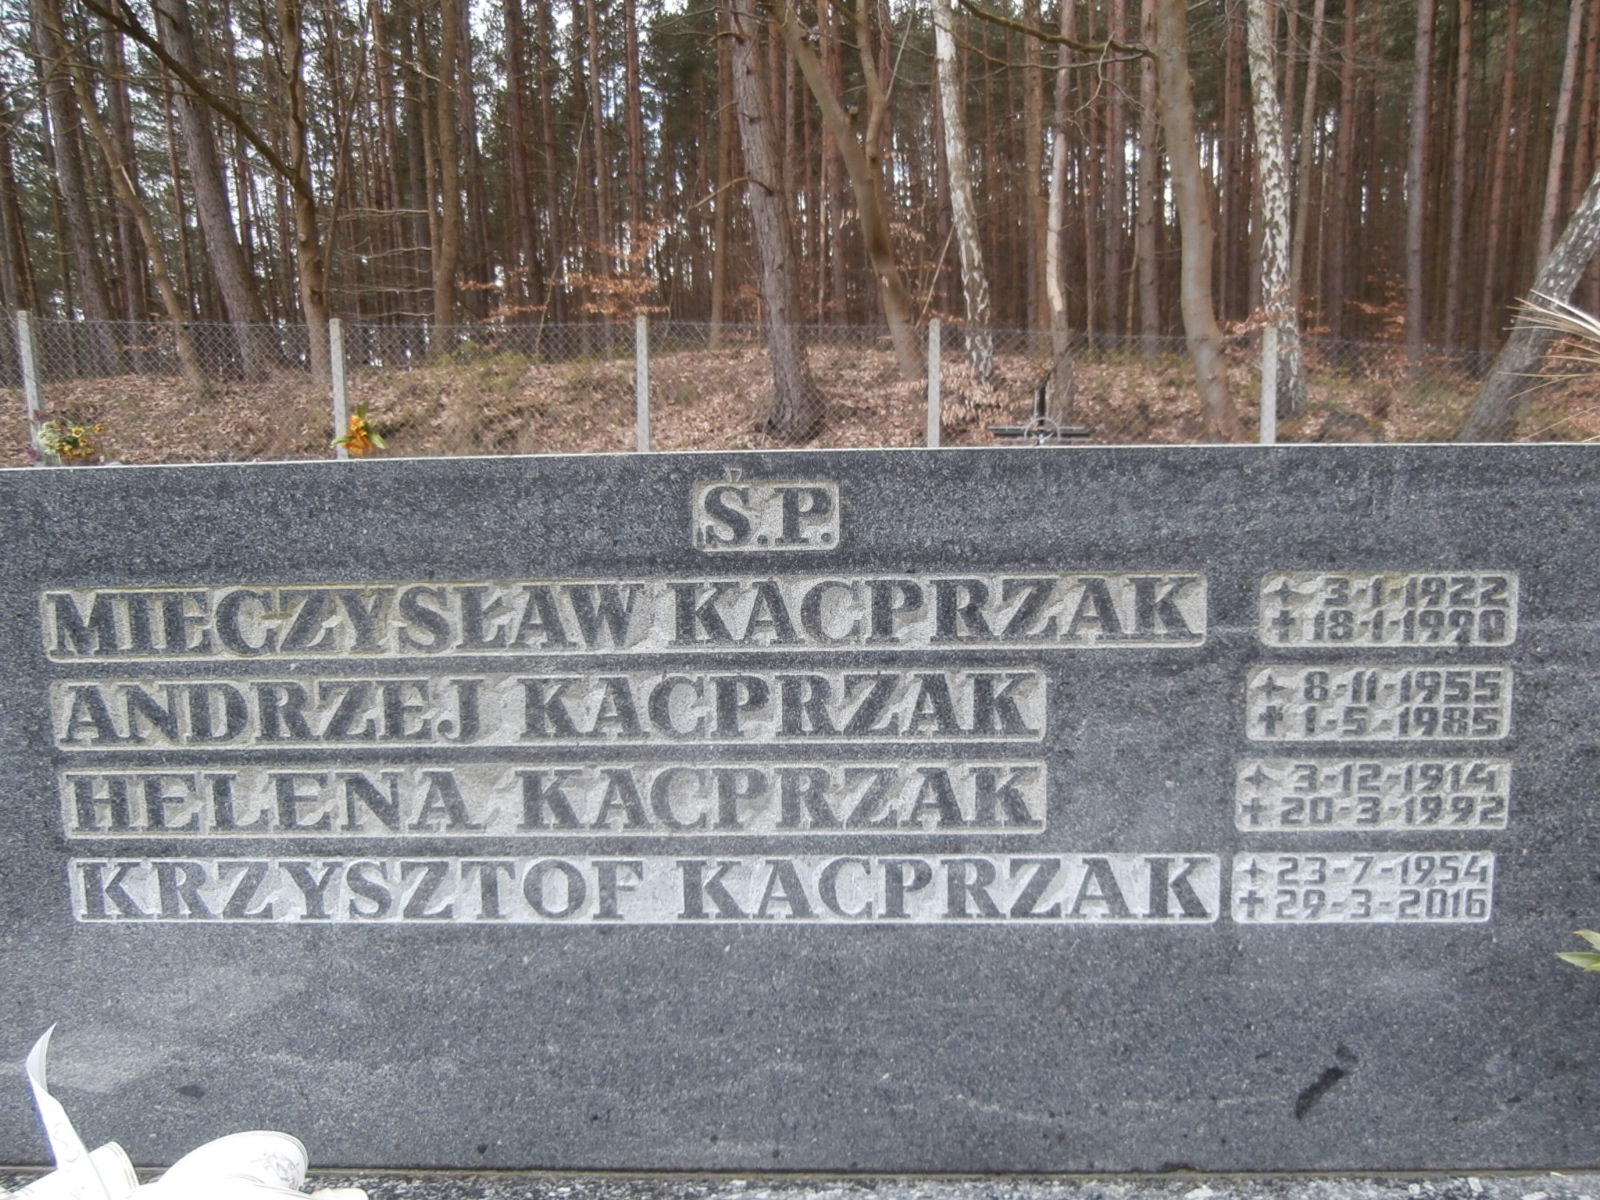 Ś.P.
MIECZYSŁAW KACPRZAK
3-1-1922
✝ 18-1-1990
ANDRZEJ KACPRZAK
8-11-1955
✝ 1-5-1985
HELENA KACPRZAK
3-12-1914
✝ 20-3-1992
KRZYSZTOF KACPRZAK
23-7-1954
✝ 29-3-2016